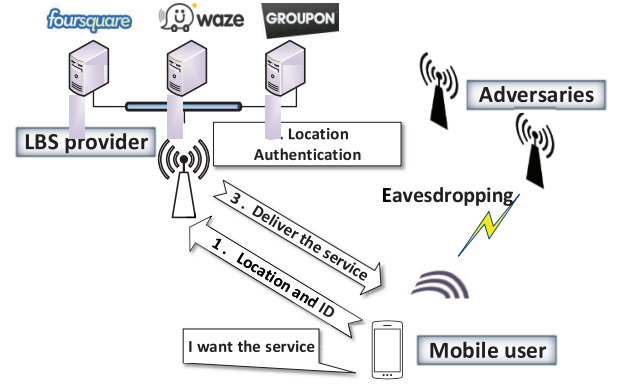 foursquare
waze
GROUPON
LBS provider
. Location
Authentication
Adversaries
Eavesdropping
3 . Deliver the service
1 . Location and ID
I want the service
Mobile user